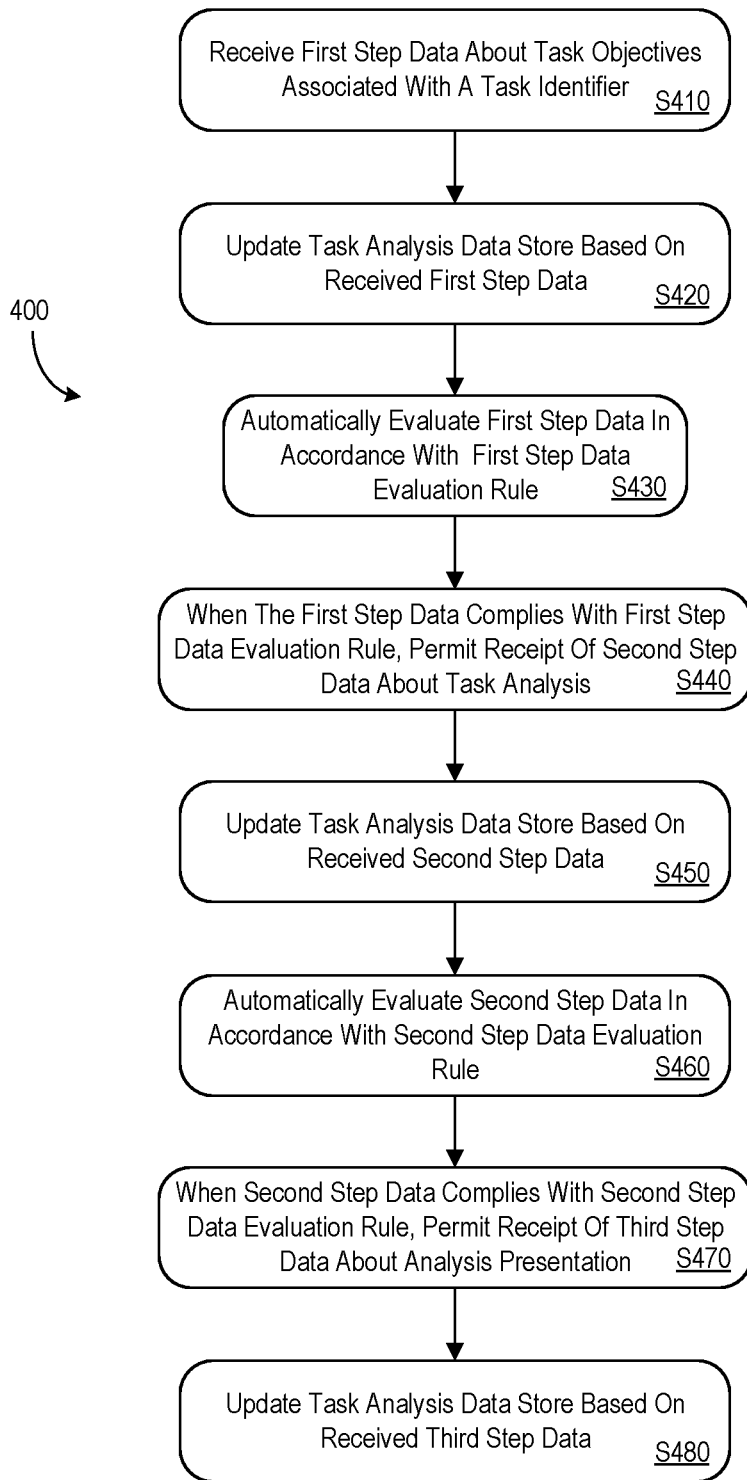 Receive First Step Data About Task Objectives
Associated With A Task Identifier
S410
Update Task Analysis Data Store Based On
Received First Step Data
S420
400
Automatically Evaluate First Step Data In
Accordance With First Step Data
Evaluation Rule
S430
When The First Step Data Complies With First Step
Data Evaluation Rule, Permit Receipt Of Second Step
Data About Task Analysis
S440
Update Task Analysis Data Store Based On
Received Second Step Data
S450
Automatically Evaluate Second Step Data In
Accordance With Second Step Data Evaluation
Rule
S460
When Second Step Data Complies With Second Step
Data Evaluation Rule, Permit Receipt Of Third Step
Data About Analysis Presentation
S470
Update Task Analysis Data Store Based On
Received Third Step Data
S480